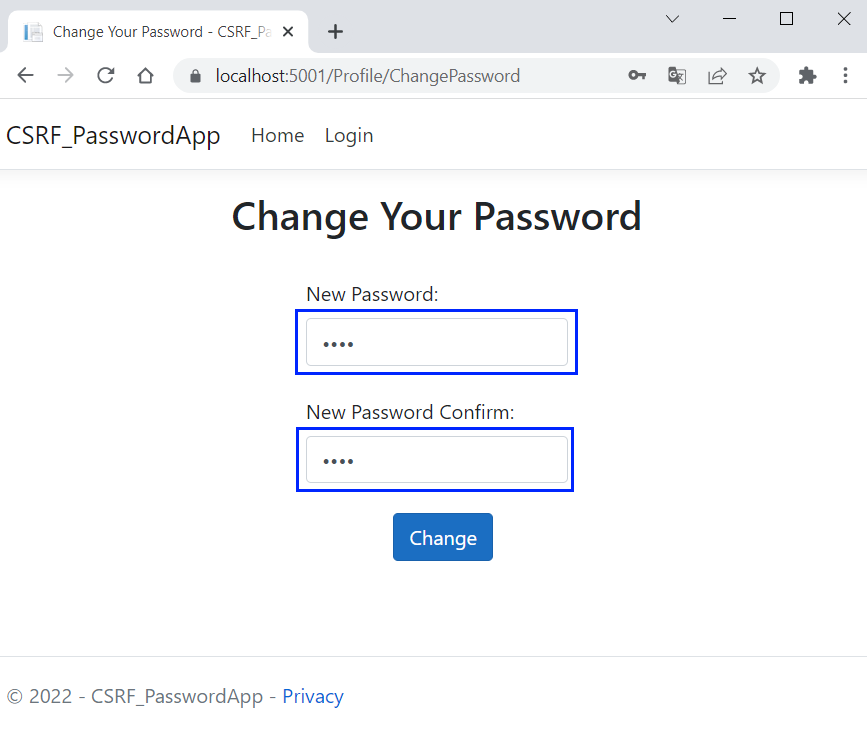 Change Your Password - CSRF_Pa
localhost:5001/Profile/ChangePassword
CSRF_PasswordApp Home Login
Change Your Password
New Password:
••••
New Password Confirm:
••••
Change
© 2022 - CSRF_PasswordApp - Privacy